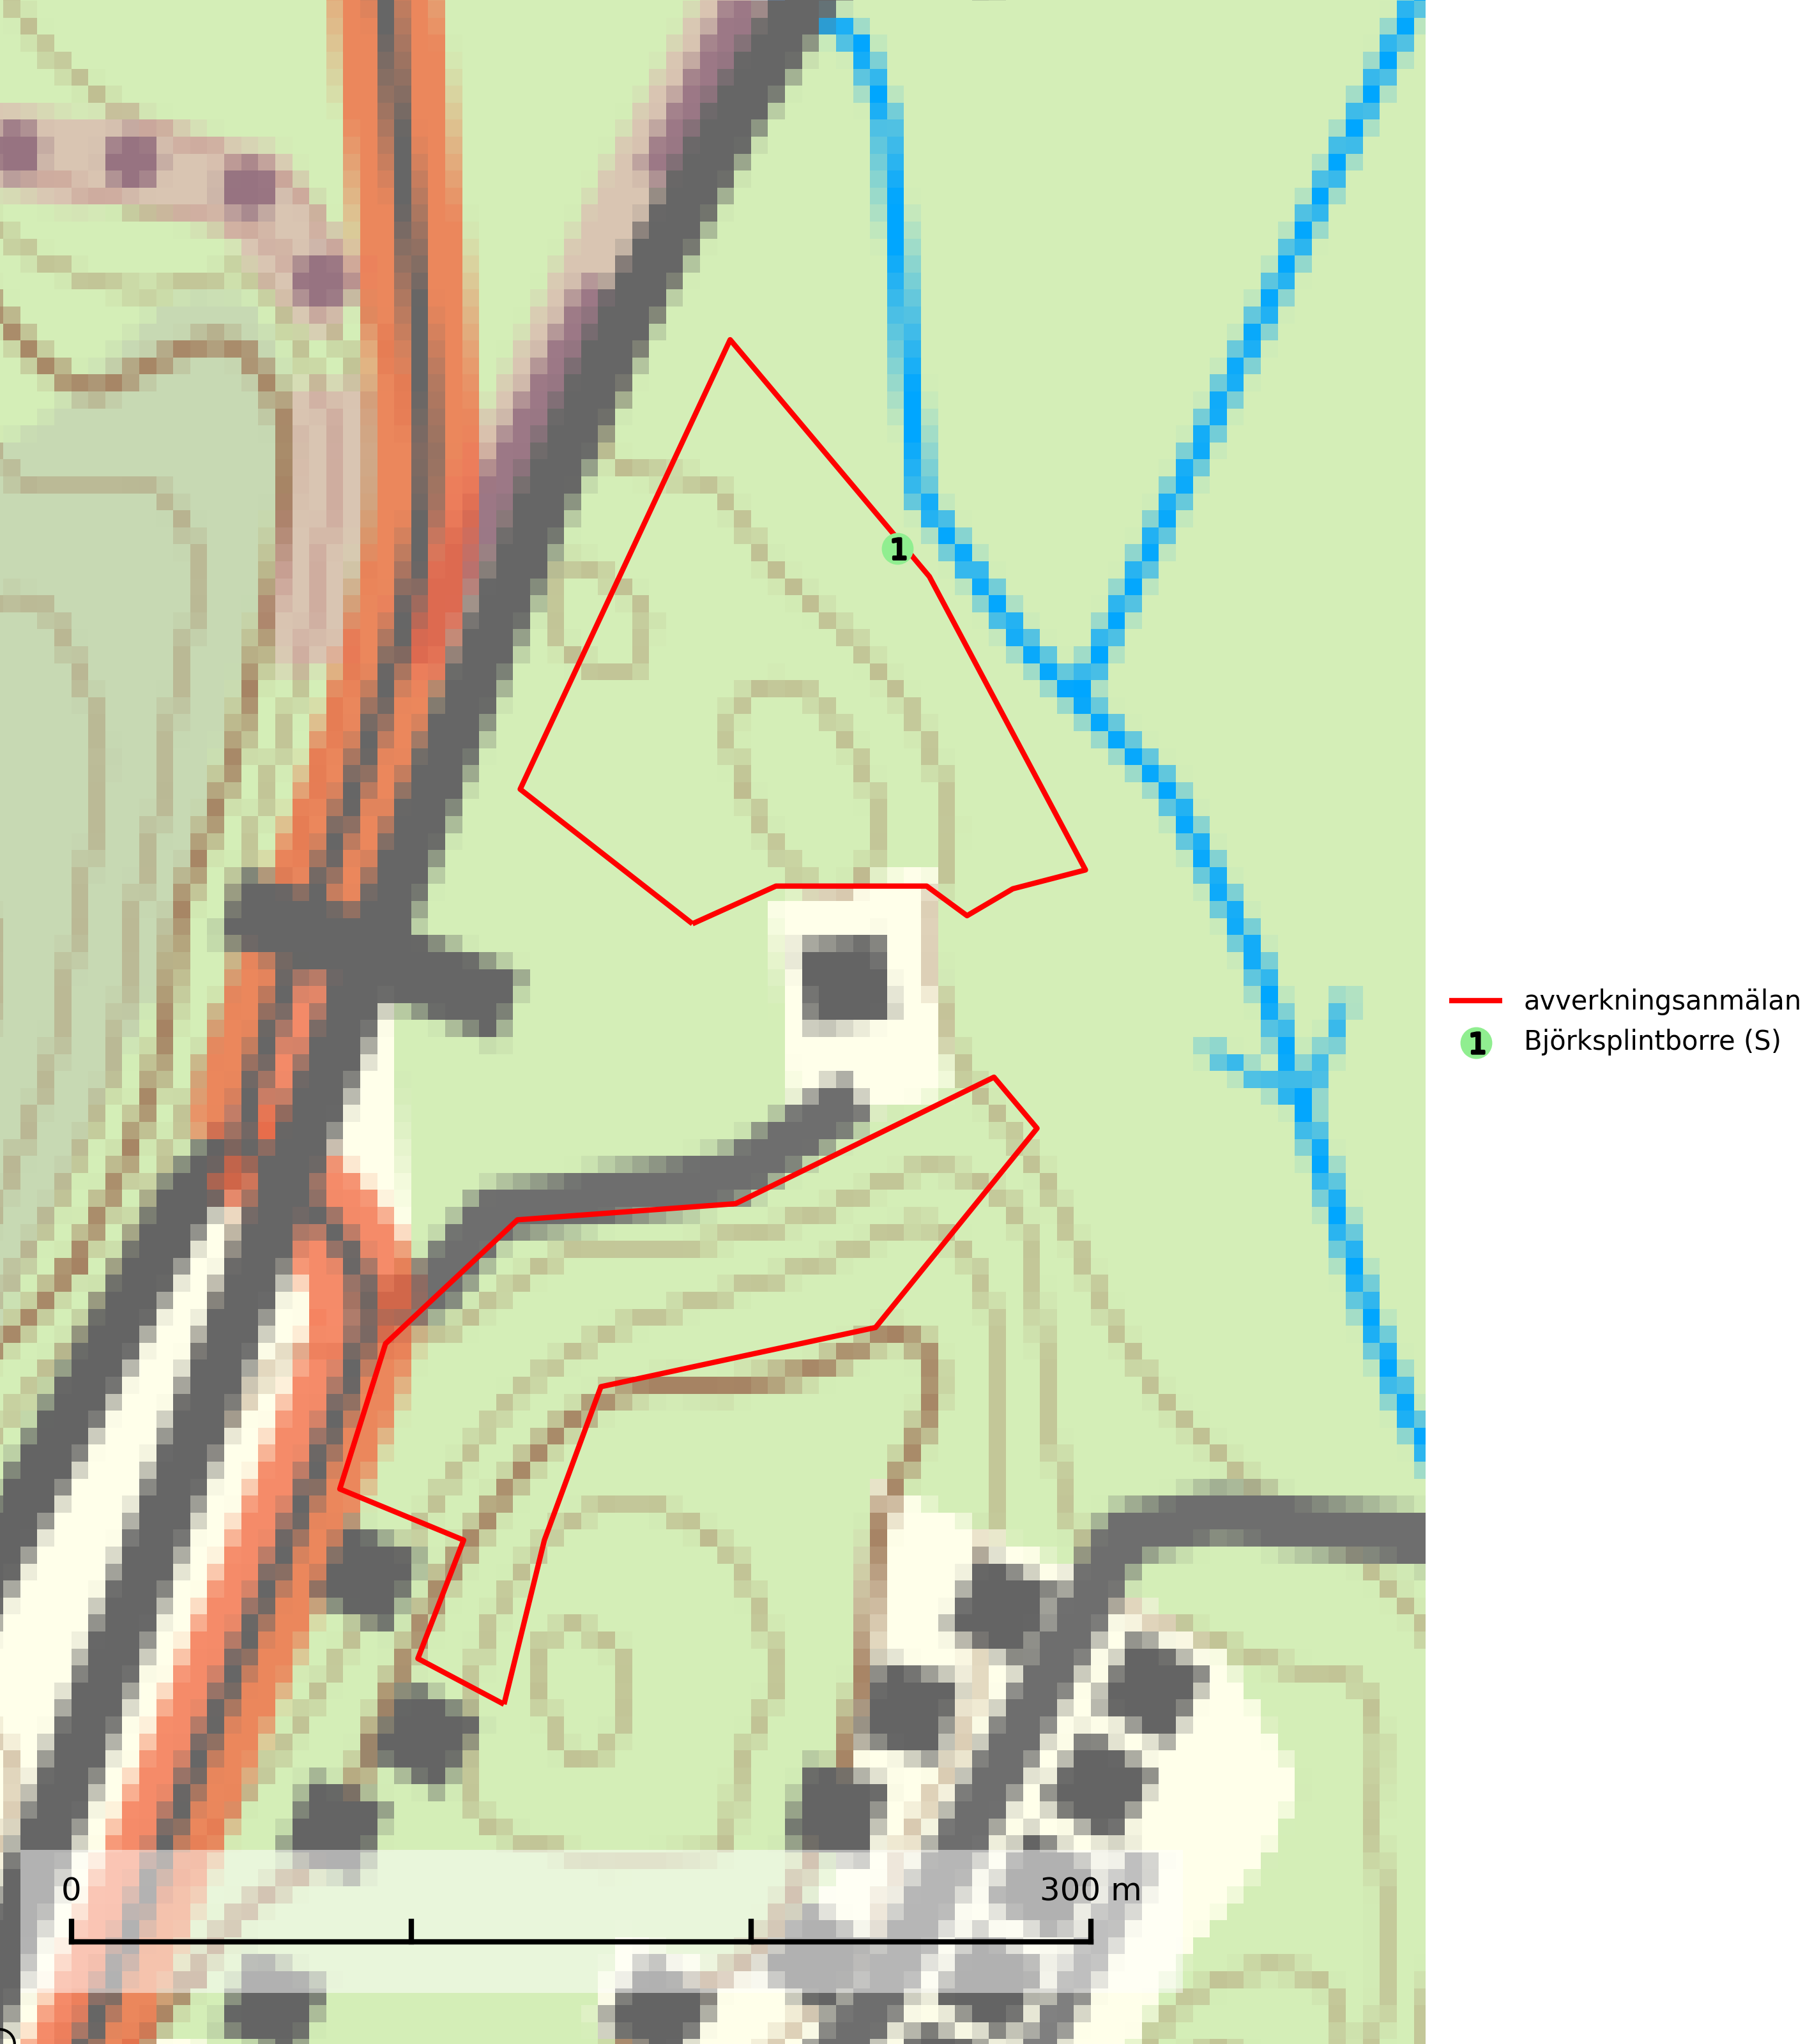 1
avverkningsanmälan
1 Björksplintborre (S)
0 300 m